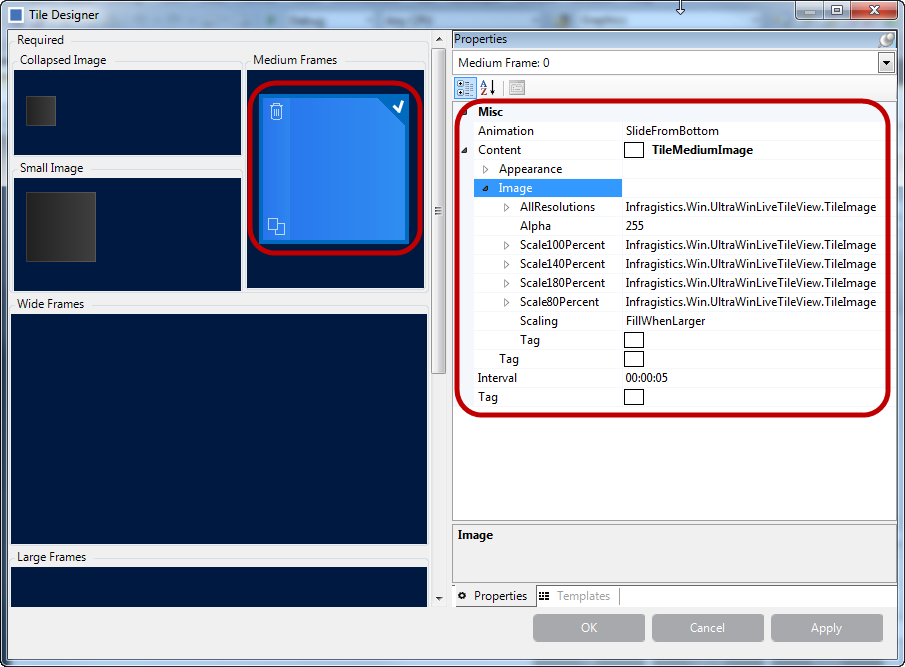 Tile Designer
Required
Collapsed Image
Medium Frames
Small Image
Wide Frames
Large Frames
Properties
Medium Frame: 0
Misc
Animation SlideFromBottom
Content TileMediumImage
Appearance
Image
AllResolutions Infragistics.Win.UltraWinLiveTileView.TileImage
Alpha 255
Scale100Percent Infragistics.Win.UltraWinLiveTileView.TileImage
Scale140Percent Infragistics.Win.UltraWinLiveTileView.TileImage
Scale180Percent Infragistics.Win.UltraWinLiveTileView.TileImage
Scale80Percent Infragistics.Win.UltraWinLiveTileView.TileImage
Scaling FillWhenLarger
Tag
Tag
Interval 00:00:05
Tag
Image
Properties Templates
OK Cancel Apply